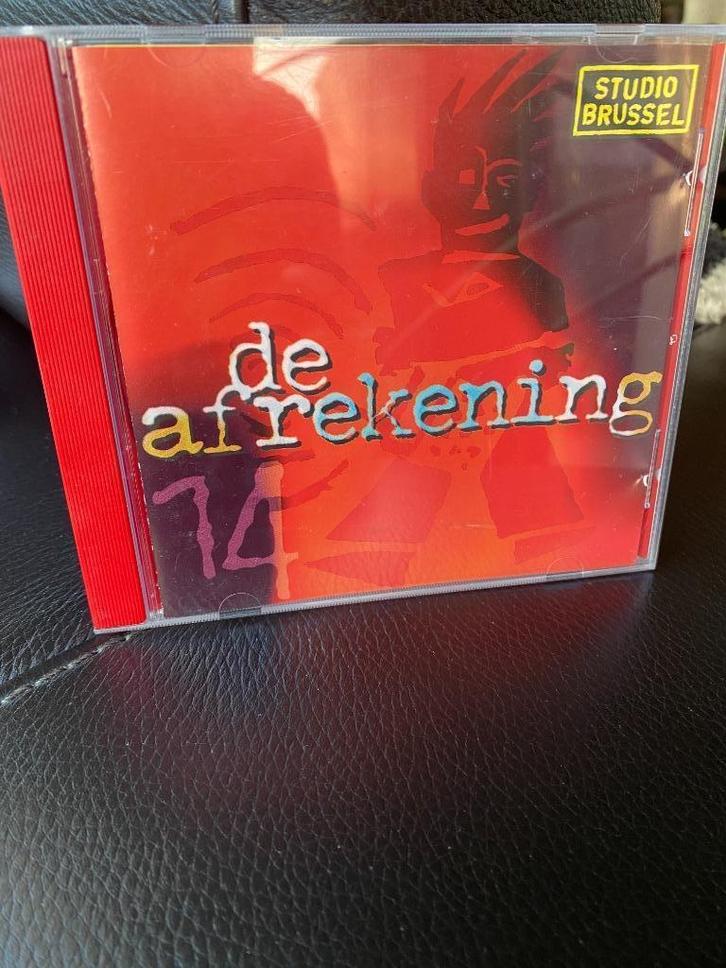 STUDIO
BRUSSEL
de
afrekening
14